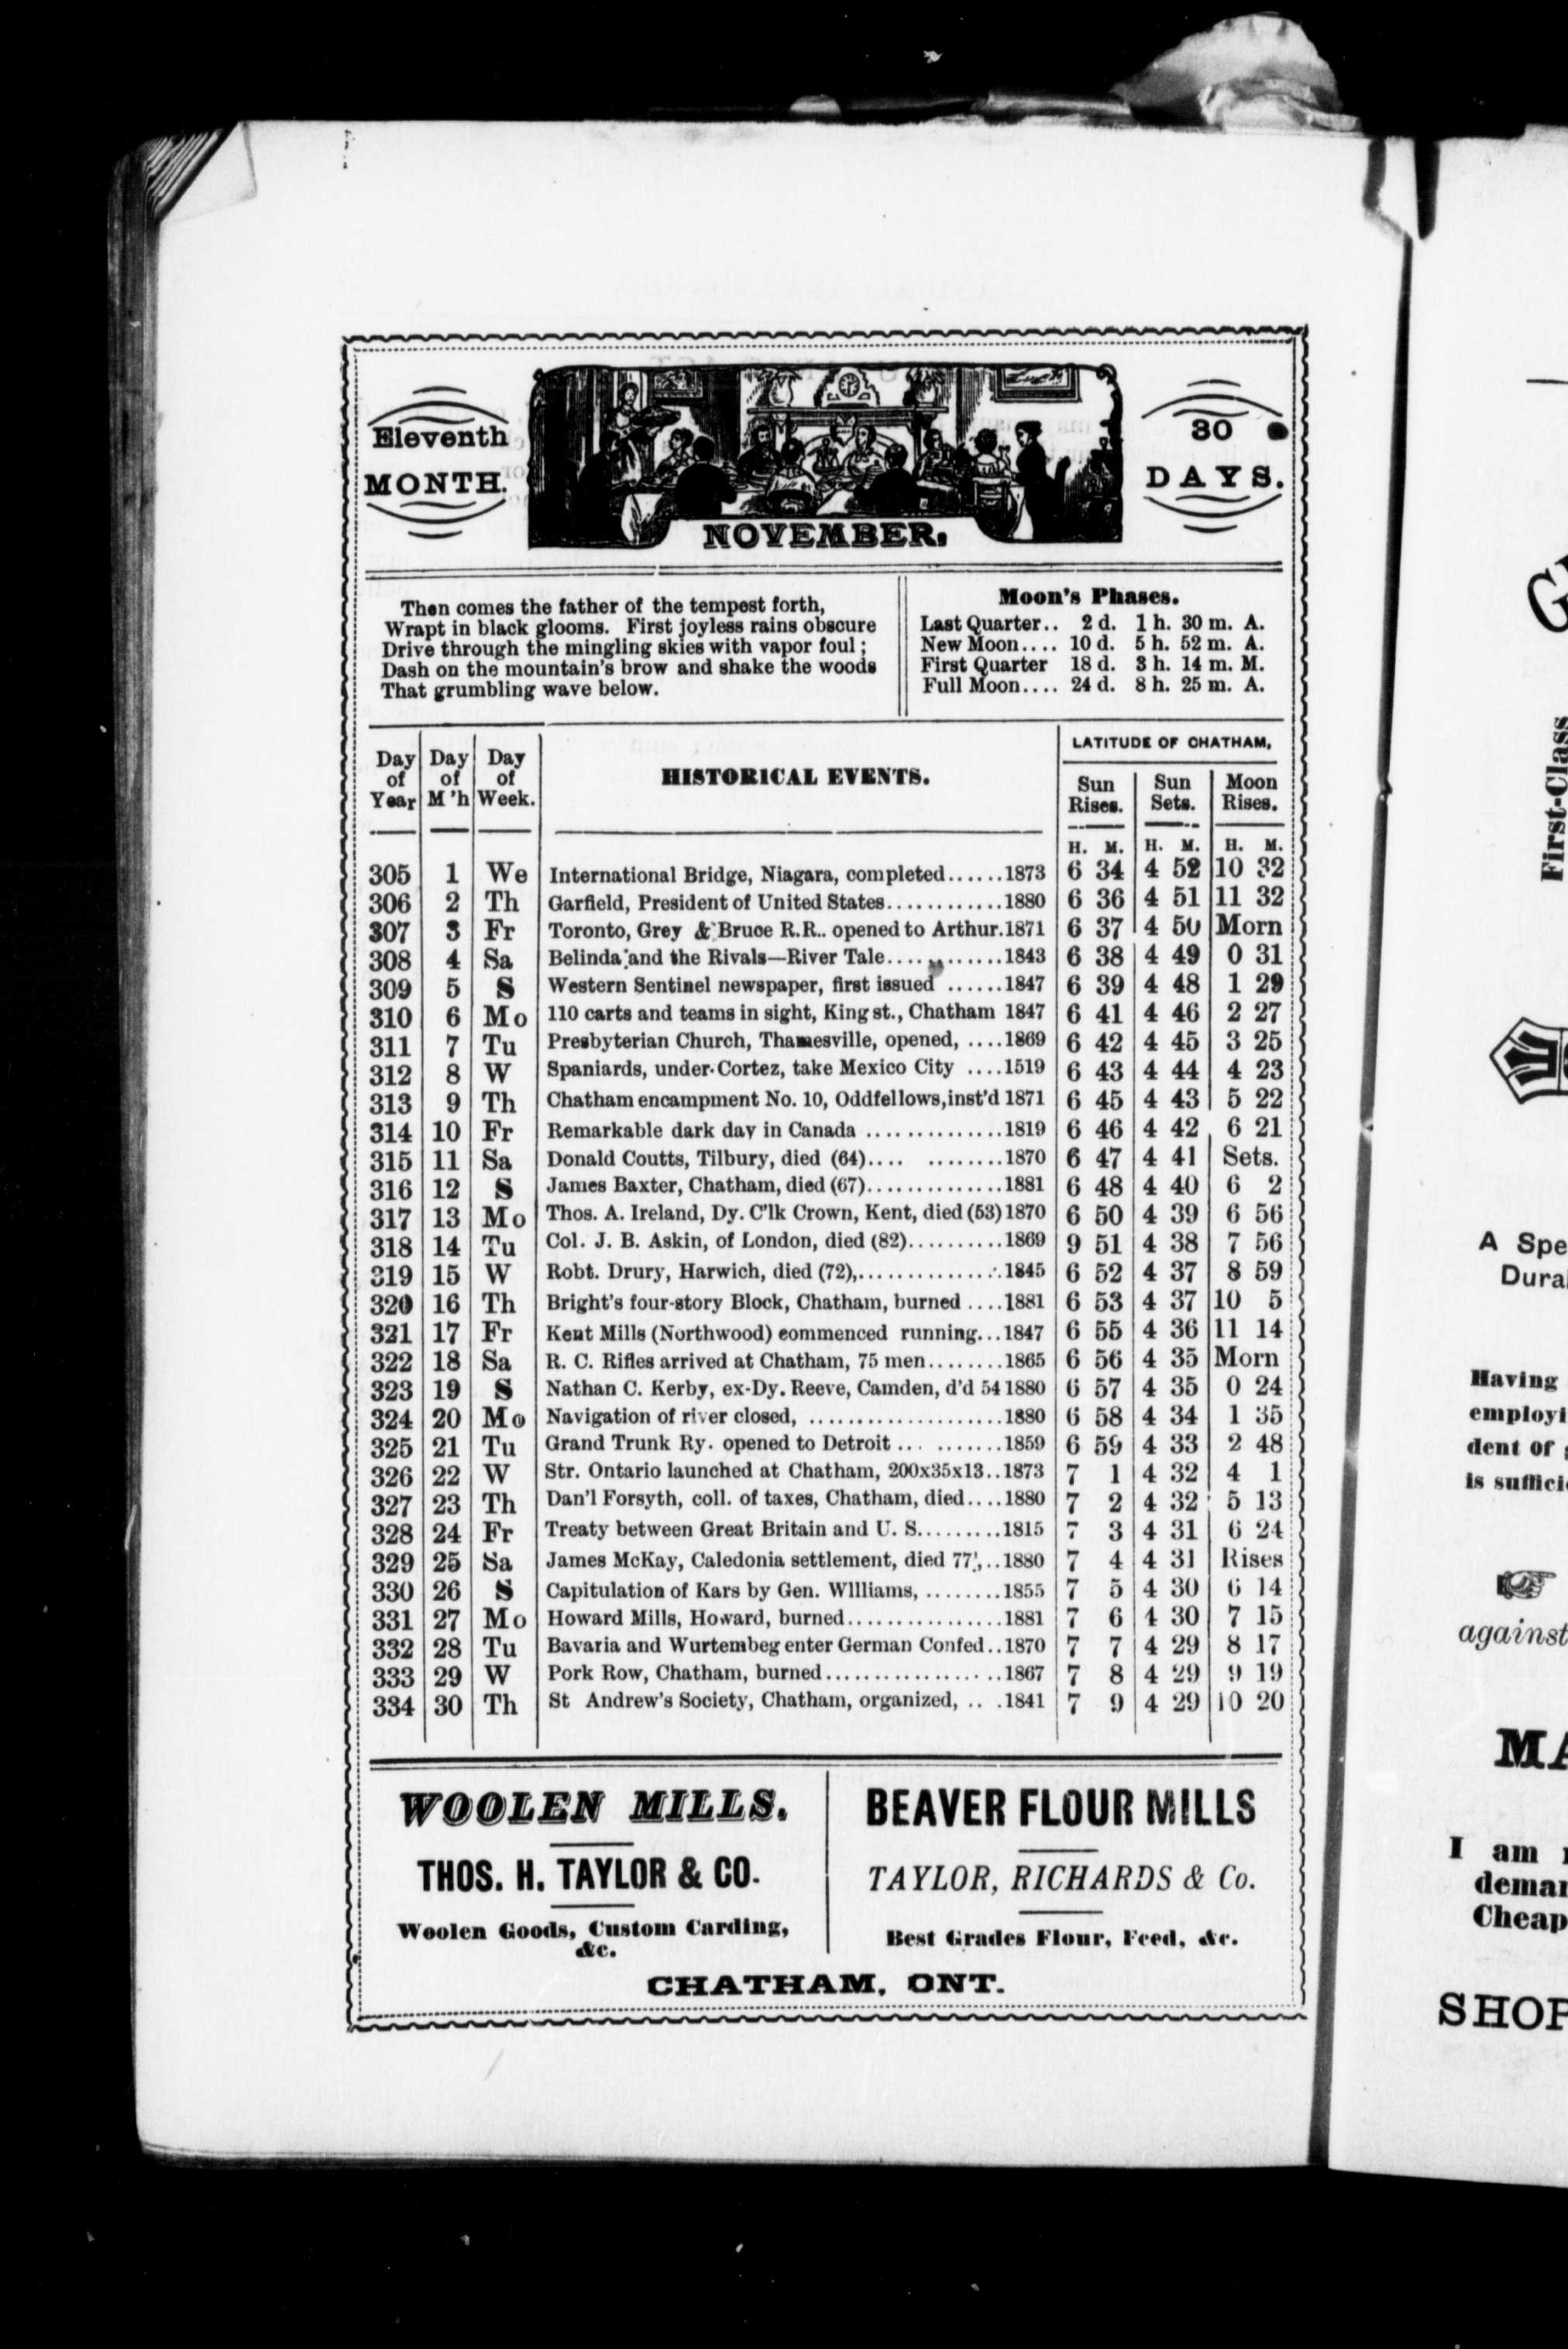 Eleventh
MONTH.
NOVEMBER.
30
DAYS.
Then comes the father of the tempest forth,
Wrapt in black glooms. First joyless rains obscure
Drive through the mingling skies with vapor foul;
Dash on the mountain's brow and shake the woods
That grumbling wave below.
Moon's Phases.
Last Quarter.. 2 d. 1 h. 30 m. A.
New Moon.... 10 d. 5 h. 52 m. A.
First Quarter 18 d. 3 h. 14 m. M.
Full Moon.... 24 d. 8 h. 25 m. A.
Day of Year Day of M'h Day of Week. HISTORICAL EVENTS. LATITUDE OF CHATHAM,
Sun Rises. Sun Sets. Moon Rises.
H. M. H. M. H. M.
305 1 We International Bridge, Niagara, completed......1873 6 34 4 52 10 32
306 2 Th Garfield, President of United States............1880 6 36 4 51 11 32
307 3 Fr Toronto, Grey & Bruce R.R.. opened to Arthur.1871 6 37 4 50 Morn
308 4 Sa Belinda and the Rivals—River Tale............1843 6 38 4 49 0 31
309 5 S Western Sentinel newspaper, first issued ......1847 6 39 4 48 1 29
310 6 Mo 110 carts and teams in sight, King st., Chatham 1847 6 41 4 46 2 27
311 7 Tu Presbyterian Church, Thamesville, opened, ....1869 6 42 4 45 3 25
312 8 W Spaniards, under Cortez, take Mexico City ....1519 6 43 4 44 4 23
313 9 Th Chatham encampment No. 10, Oddfellows, inst'd 1871 6 45 4 43 5 22
314 10 Fr Remarkable dark day in Canada ..............1819 6 46 4 42 6 21
315 11 Sa Donald Coutts, Tilbury, died (64).... ........1870 6 47 4 41 Sets.
316 12 S James Baxter, Chatham, died (67)..............1881 6 48 4 40 6 2
317 13 Mo Thos. A. Ireland, Dy. C'lk Crown, Kent, died (53) 1870 6 50 4 39 6 56
318 14 Tu Col. J. B. Askin, of London, died (82)..........1869 9 51 4 38 7 56
319 15 W Robt. Drury, Harwich, died (72),..............1845 6 52 4 37 8 59
320 16 Th Bright's four-story Block, Chatham, burned ....1881 6 53 4 37 10 5
321 17 Fr Kent Mills (Northwood) commenced running...1847 6 55 4 36 11 14
322 18 Sa R. C. Rifles arrived at Chatham, 75 men........1865 6 56 4 35 Morn
323 19 S Nathan C. Kerby, ex-Dy. Reeve, Camden, d'd 54 1880 6 57 4 35 0 24
324 20 Mo Navigation of river closed, ....................1880 6 58 4 34 1 35
325 21 Tu Grand Trunk Ry. opened to Detroit ... ........1859 6 59 4 33 2 48
326 22 W Str. Ontario launched at Chatham, 200x35x13..1873 7 1 4 32 4 1
327 23 Th Dan'l Forsyth, coll. of taxes, Chatham, died....1880 7 2 4 32 5 13
328 24 Fr Treaty between Great Britain and U. S.........1815 7 3 4 31 6 24
329 25 Sa James McKay, Caledonia settlement, died 77,..1880 7 4 4 31 Rises
330 26 S Capitulation of Kars by Gen. Wllliams, ........1855 7 5 4 30 6 14
331 27 Mo Howard Mills, Howard, burned................1881 7 6 4 30 7 15
332 28 Tu Bavaria and Wurtembeg enter German Confed..1870 7 7 4 29 8 17
333 29 W Pork Row, Chatham, burned..................1867 7 8 4 29 9 19
334 30 Th St Andrew's Society, Chatham, organized, .. .1841 7 9 4 29 10 20
WOOLEN MILLS.
THOS. H. TAYLOR & CO.
Woolen Goods, Custom Carding,
&c.
BEAVER FLOUR MILLS
TAYLOR, RICHARDS & Co.
Best Grades Flour, Feed, &c.
CHATHAM, ONT.
First-Class
A Spe
Dura
Having
employi
dent of
is suffici
against
MA
I am
deman
Cheap
SHOP